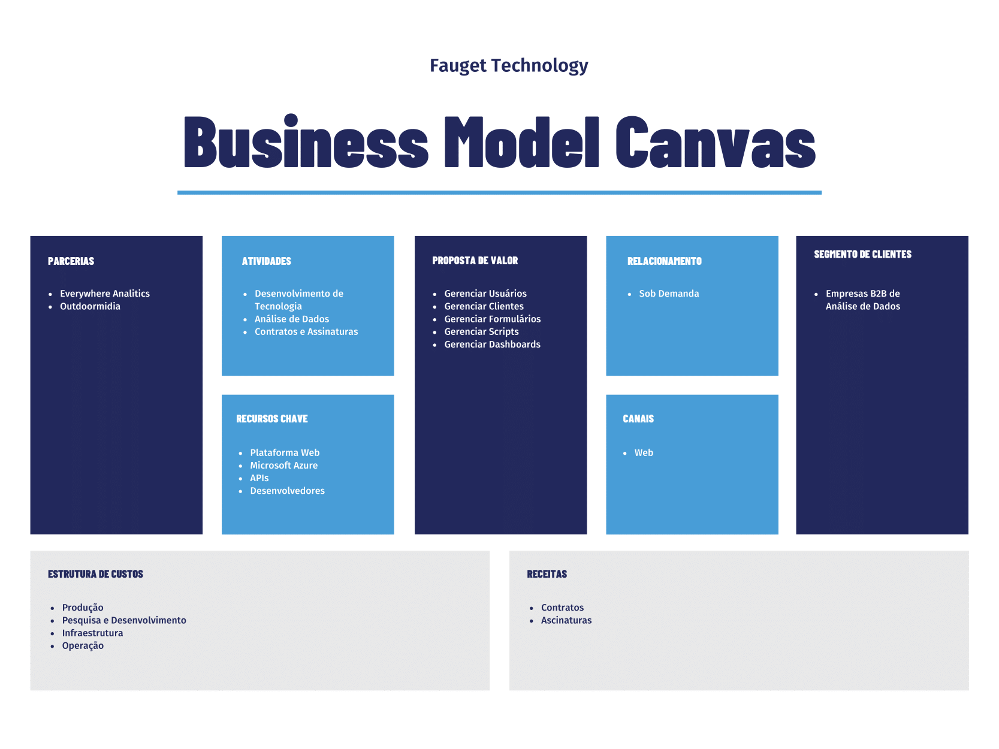 Fauget Technology
Business Model Canvas
PARCERIAS
Everywhere Analitics
Outdoormidia
ATIVIDADES
Desenvolvimento de
Tecnologia
Análise de Dados
Contratos e Assinaturas
RECURSOS CHAVE
Plataforma Web
Microsoft Azure
APIs
Desenvolvedores
PROPOSTA DE VALOR
Gerenciar Usuários
Gerenciar Clientes
Gerenciar Formulários
Gerenciar Scripts
Gerenciar Dashboards
RELACIONAMENTO
Sob Demanda
CANAIS
Web
SEGMENTO DE CLIENTES
Empresas B2B de
Análise de Dados
ESTRUTURA DE CUSTOS
Produção
Pesquisa e Desenvolvimento
Infraestrutura
Operação
RECEITAS
Contratos
Ascinaturas